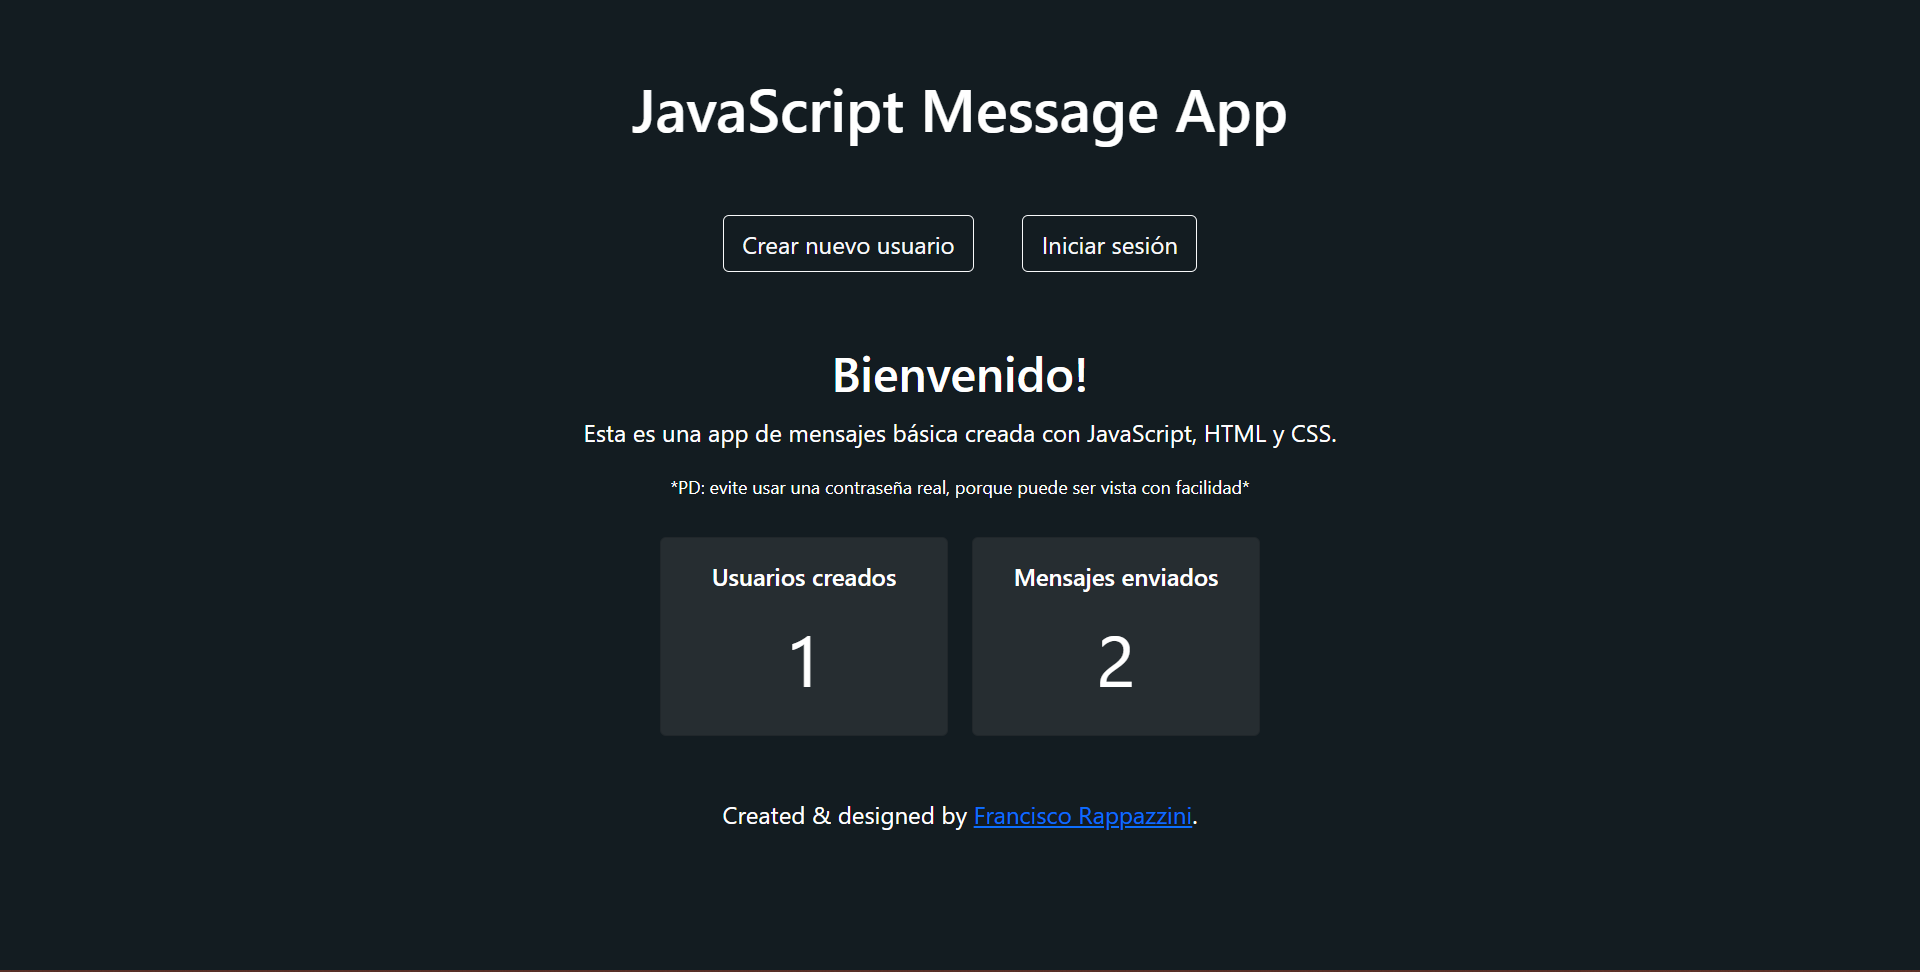 JavaScript Message App
Crear nuevo usuario
Iniciar sesión
Bienvenido!
Esta es una app de mensajes básica creada con JavaScript, HTML y CSS.
*PD: evite usar una contraseña real, porque puede ser vista con facilidad*
Usuarios creados
1
Mensajes enviados
2
Created & designed by Francisco Rappazzini.